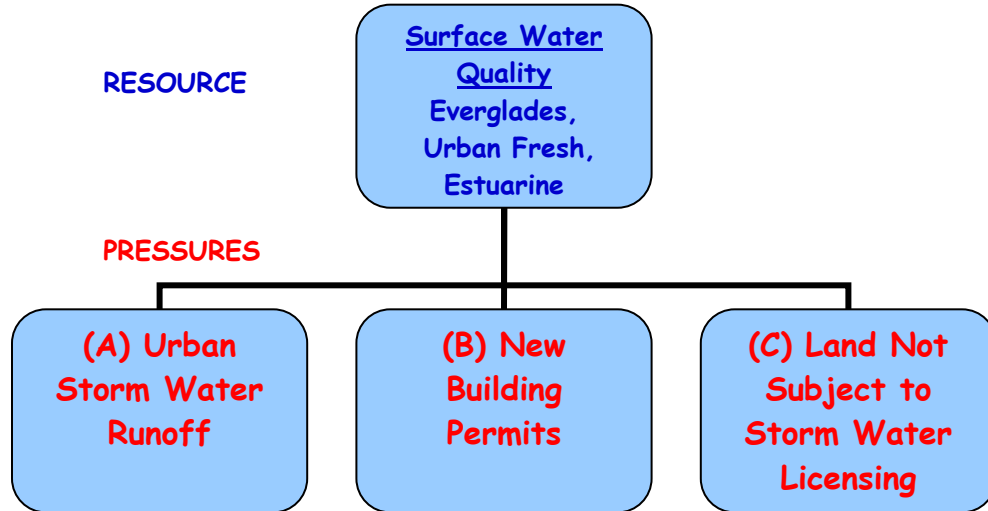 RESOURCE
Surface Water
Quality
Everglades,
Urban Fresh,
Estuarine
PRESSURES
(A) Urban
Storm Water
Runoff
(B) New
Building
Permits
(C) Land Not
Subject to
Storm Water
Licensing